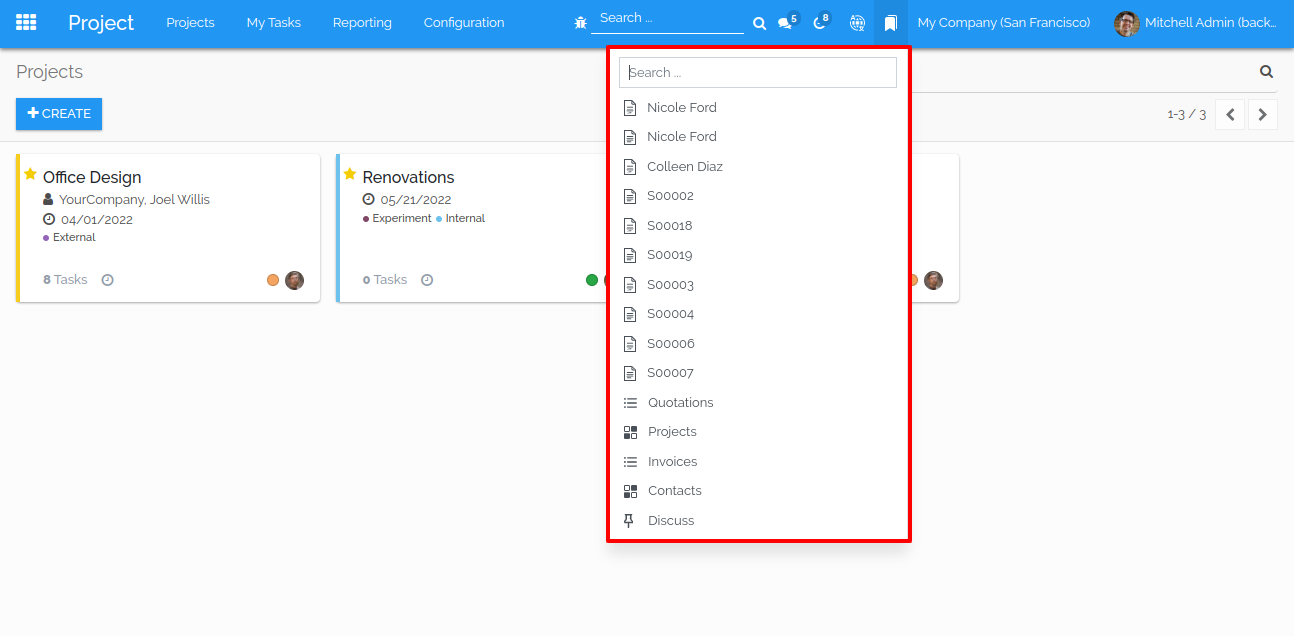 Project Projects My Tasks Reporting Configuration Search ... 5 8 My Company (San Francisco) Mitchell Admin (back...
Projects
CREATE
1-3 / 3
Office Design
YourCompany, Joel Willis
04/01/2022
External
8 Tasks
Renovations
05/21/2022
Experiment Internal
0 Tasks
Search ...
Nicole Ford
Nicole Ford
Colleen Diaz
S00002
S00018
S00019
S00003
S00004
S00006
S00007
Quotations
Projects
Invoices
Contacts
Discuss